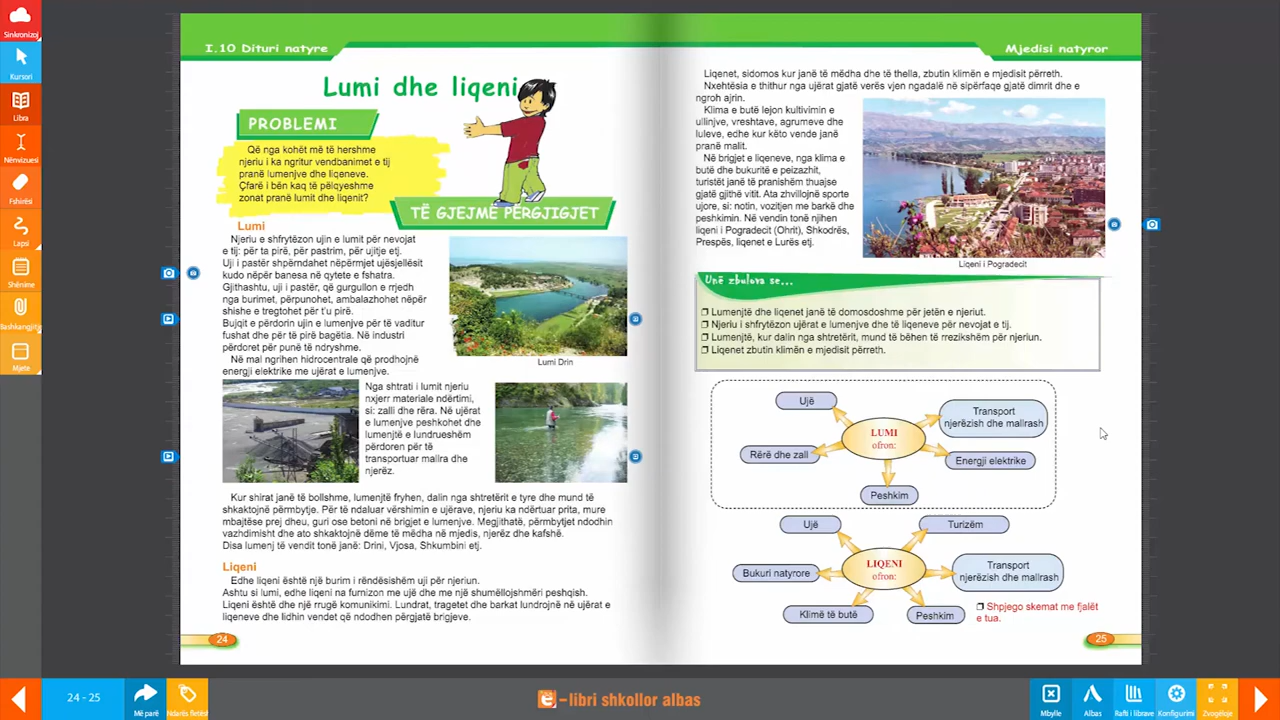 Sinkronizoj
Kursori
Libra
Nënvizuesi
Fshirësi
Lapsi
Shënime
Bashkangjitje
Mjete
I.10 Dituri natyre
Lumi dhe liqeni
PROBLEMI
Që nga kohët më të hershme
njeriu i ka ngritur vendbanimet e tij
pranë lumenjve dhe liqeneve.
Çfarë i bën kaq të pëlqyeshme
zonat pranë lumit dhe liqenit?
TË GJEJMË PËRGJIGJET
Lumi
Njeriu e shfrytëzon ujin e lumit për nevojat
e tij: për ta pirë, për pastrim, për ujitje etj.
Uji i pastër shpërndahet nëpërmjet ujësjellësit
kudo nëpër banesa në qytete e fshatra.
Gjithashtu, uji i pastër, që gurgullon e rrjedh
nga burimet, përpunohet, ambalazhohet nëpër
shishe e tregtohet për t'u pirë.
Bujqit e përdorin ujin e lumenjve për të vaditur
fushat dhe për të pirë bagëtia. Në industri
përdoret për punë të ndryshme.
Në mal ngrihen hidrocentrale që prodhojnë
energji elektrike me ujërat e lumenjve.
Lumi Drin
Nga shtrati i lumit njeriu
nxjerr materiale ndërtimi,
si: zalli dhe rëra. Në ujërat
e lumenjve peshkohet dhe
lumenjtë e lundrueshëm
përdoren për të
transportuar mallra dhe
njerëz.
Kur shirat janë të bollshme, lumenjtë fryhen, dalin nga shtretërit e tyre dhe mund të
shkaktojnë përmbytje. Për të ndaluar vërshimin e ujërave, njeriu ka ndërtuar prita, mure
mbajtëse prej dheu, guri ose betoni në brigjet e lumenjve. Megjithatë, përmbytjet ndodhin
vazhdimisht dhe ato shkaktojnë dëme të mëdha në mjedis, njerëz dhe kafshë.
Disa lumenj të vendit tonë janë: Drini, Vjosa, Shkumbini etj.
Liqeni
Edhe liqeni është një burim i rëndësishëm uji për njeriun.
Ashtu si lumi, edhe liqeni na furnizon me ujë dhe me një shumëllojshmëri peshqish.
Liqeni është dhe një rrugë komunikimi. Lundrat, tragetet dhe barkat lundrojnë në ujërat e
liqeneve dhe lidhin vendet që ndodhen përgjatë brigjeve.
24
Mjedisi natyror
Liqenet, sidomos kur janë të mëdha dhe të thella, zbutin klimën e mjedisit përreth.
Nxehtësia e thithur nga ujërat gjatë verës vjen ngadalë në sipërfaqe gjatë dimrit dhe e
ngroh ajrin.
Klima e butë lejon kultivimin e
ullinjve, vreshtave, agrumeve dhe
luleve, edhe kur këto vende janë
pranë malit.
Në brigjet e liqeneve, nga klima e
butë dhe bukuritë e peizazhit,
turistët janë të pranishëm thuajse
gjatë gjithë vitit. Ata zhvillojnë sporte
ujore, si: notin, vozitjen me barkë dhe
peshkimin. Në vendin tonë njihen
liqeni i Pogradecit (Ohrit), Shkodrës,
Prespës, liqenet e Lurës etj.
Liqeni i Pogradecit
Unë zbulova se...
❒ Lumenjtë dhe liqenet janë të domosdoshme për jetën e njeriut.
❒ Njeriu i shfrytëzon ujërat e lumenjve dhe të liqeneve për nevojat e tij.
❒ Lumenjtë, kur dalin nga shtretërit, mund të bëhen të rrezikshëm për njeriun.
❒ Liqenet zbutin klimën e mjedisit përreth.
Ujë
LUMI
ofron:
Transport
njerëzish dhe mallrash
Rërë dhe zall
Energji elektrike
Peshkim
Ujë
Turizëm
LIQENI
ofron:
Bukuri natyrore
Transport
njerëzish dhe mallrash
Klimë të butë
Peshkim
❒ Shpjego skemat me fjalët
e tua.
25
24 - 25
Më parë
Ndarës fletësh
e-libri shkollor albas
Mbylle
Albas
Rafti i librave
Konfigurimi
Zvogëloje